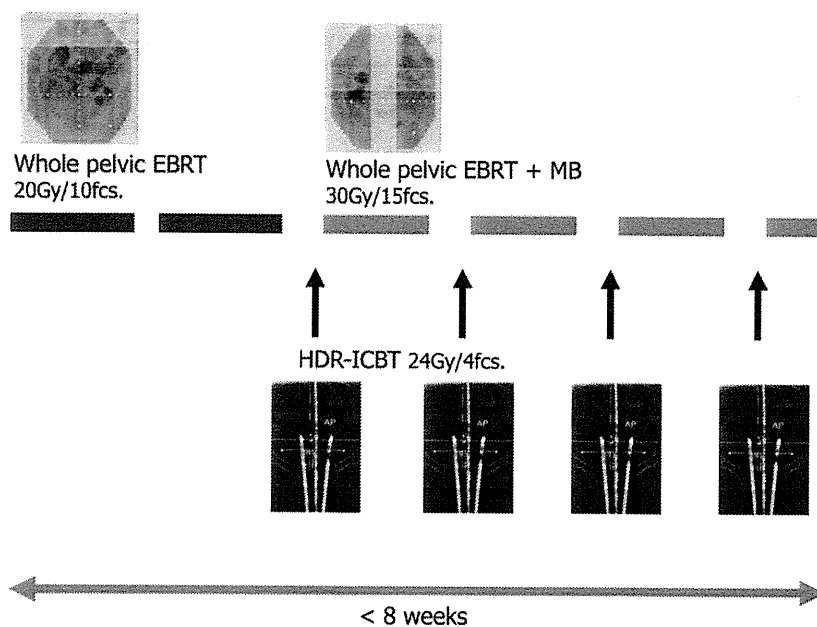 Whole pelvic EBRT
20Gy/10fcs.
Whole pelvic EBRT + MB
30Gy/15fcs.
HDR-ICBT 24Gy/4fcs.
AP
AP
AP
AP
< 8 weeks